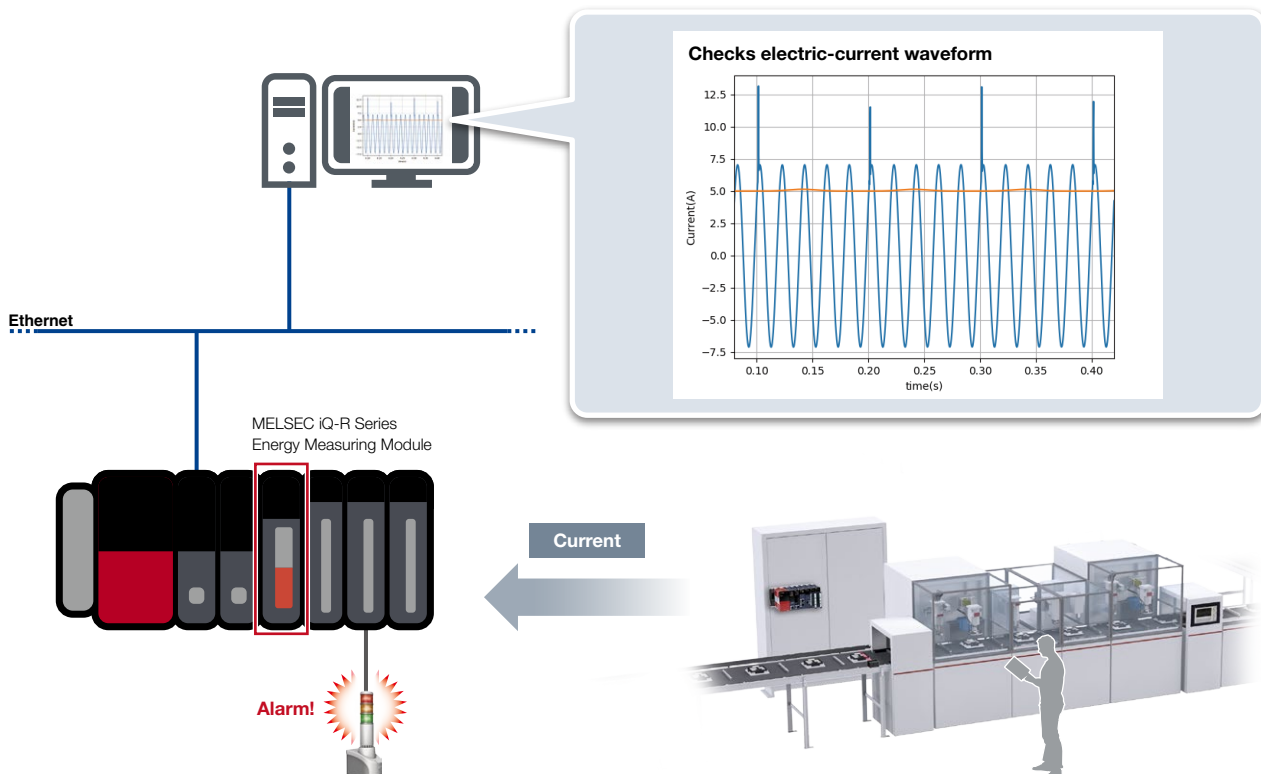 Checks electric-current waveform
12.5
10.0
7.5
5.0
2.5
0.0
−2.5
−5.0
−7.5
Current(A)
0.10 0.15 0.20 0.25 0.30 0.35 0.40
time(s)
Ethernet
MELSEC iQ-R Series
Energy Measuring Module
Current
Alarm!